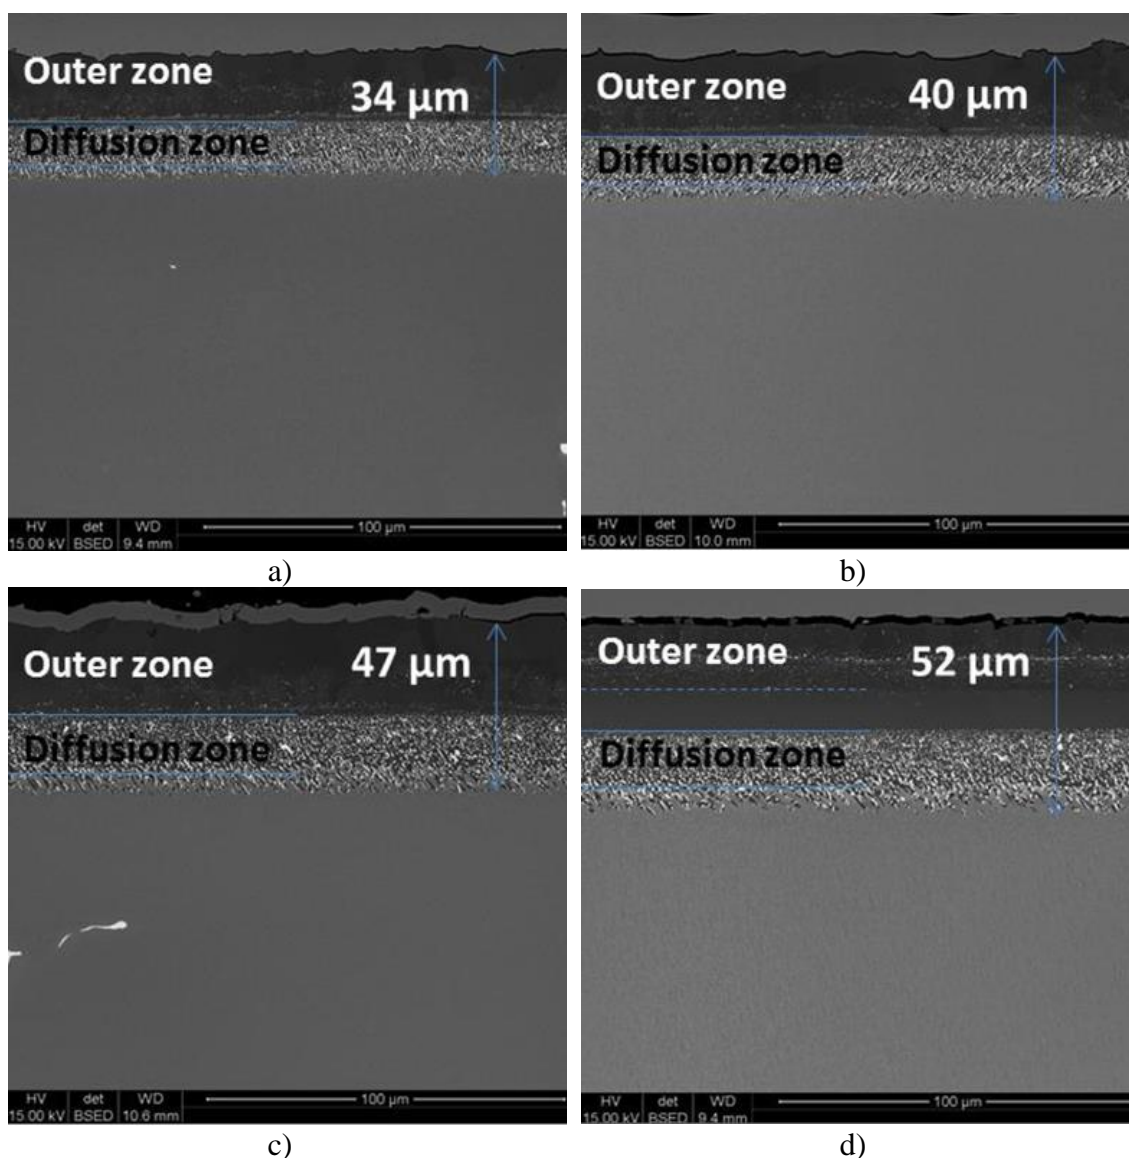 Outer zone
34 μm
Diffusion zone
HV det WD
15.00 kV BSED 9.4 mm
100 μm
a)
Outer zone
40 μm
Diffusion zone
HV det WD
15.00 kV BSED 10.0 mm
100 μm
b)
Outer zone
47 μm
Diffusion zone
HV det WD
15.00 kV BSED 10.6 mm
100 μm
c)
Outer zone
52 μm
Diffusion zone
HV det WD
15.00 kV BSED 9.4 mm
100 μm
d)